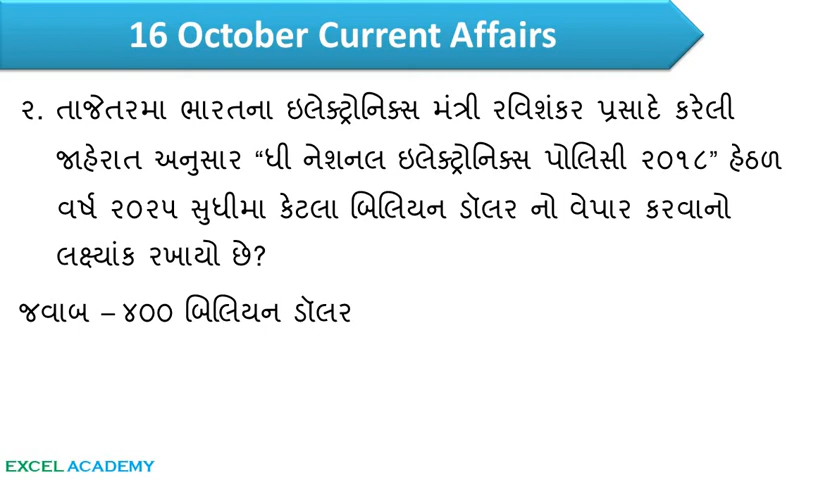 16 October Current Affairs
૨. તાજેતરમા ભારતના ઇલેક્ટ્રોનિક્સ મંત્રી રવિશંકર પ્રસાદે કરેલી
જાહેરાત અનુસાર “ધી નેશનલ ઇલેક્ટ્રોનિક્સ પોલિસી ૨૦૧૮” હેઠળ
વર્ષ ૨૦૨૫ સુધીમા કેટલા બિલિયન ડૉલર નો વેપાર કરવાનો
લક્ષ્યાંક રખાયો છે?
જવાબ – ૪૦૦ બિલિયન ડૉલર
EXCEL ACADEMY